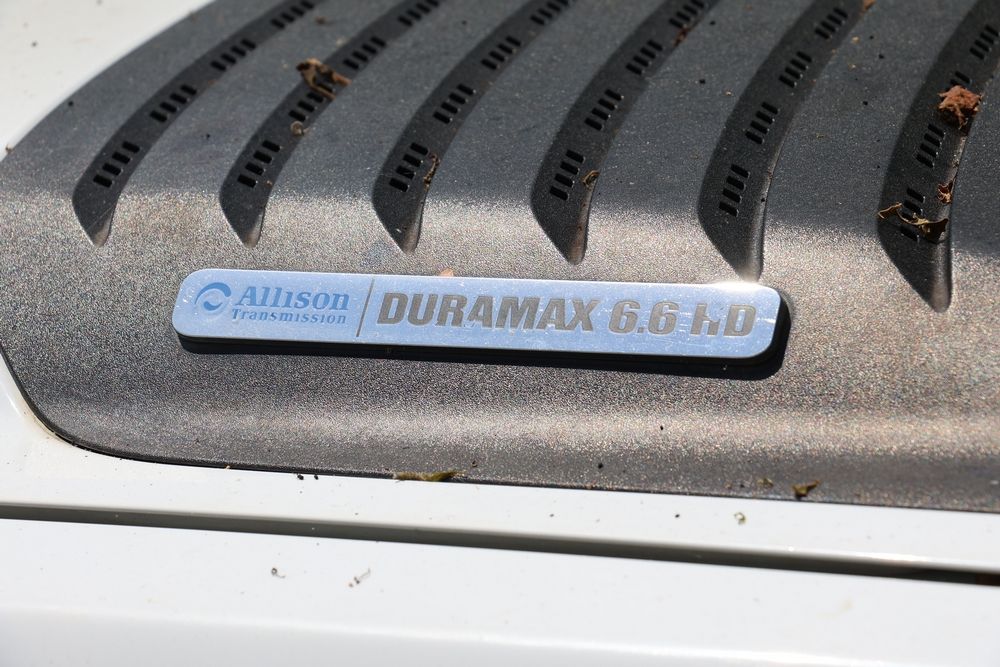 Allison
Transmission
DURAMAX 6.6 HD